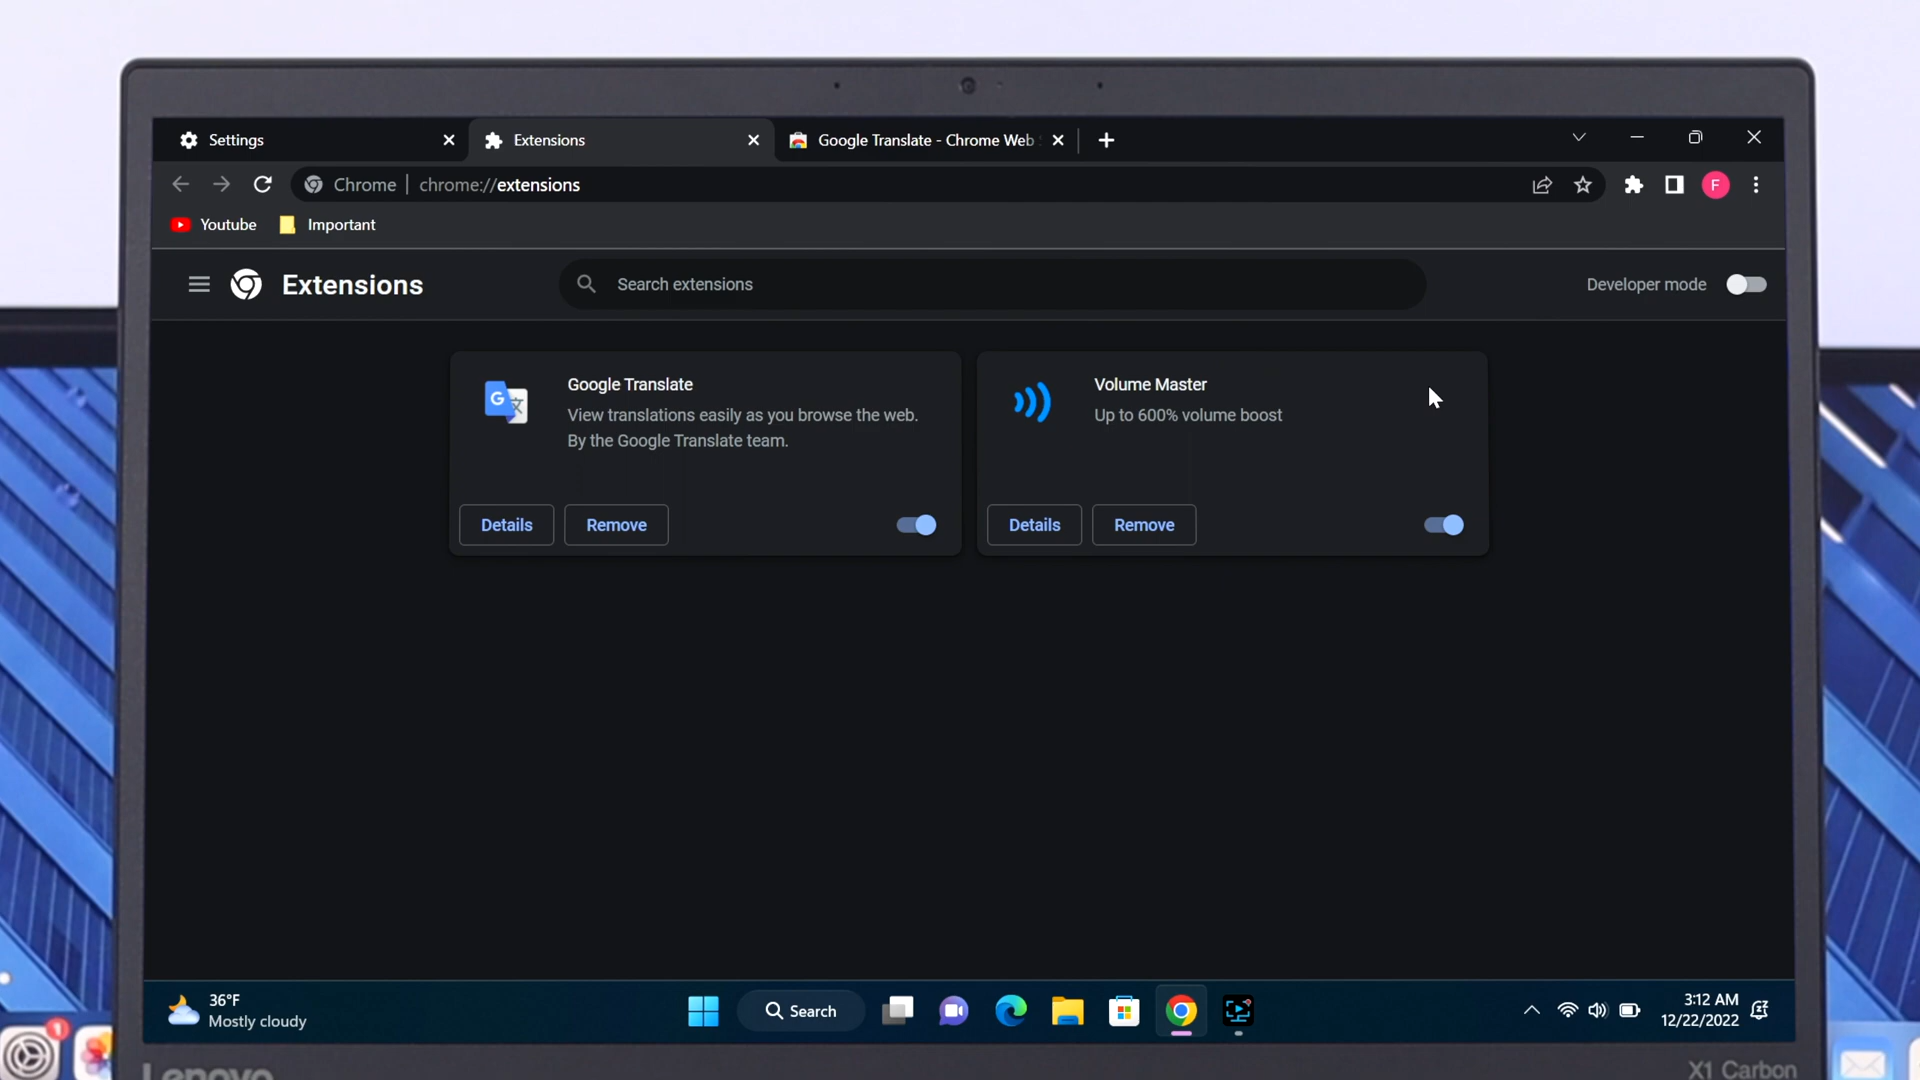 Settings
Extensions
Google Translate - Chrome Web
Chrome
chrome://extensions
F
Youtube
Important
Extensions
Search extensions
Developer mode
Google Translate
View translations easily as you browse the web.
By the Google Translate team.
Details
Remove
Volume Master
Up to 600% volume boost
Details
Remove
36°F
Mostly cloudy
Search
3:12 AM
12/22/2022
1
Lenovo
X1 Carbon